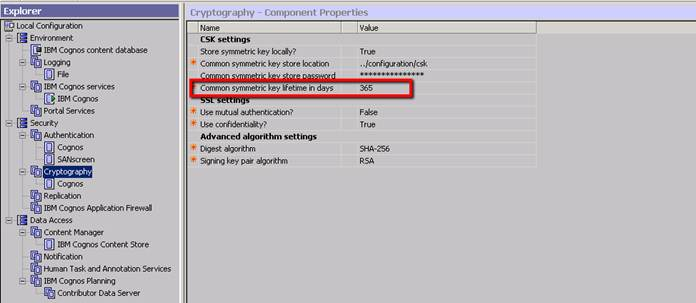 Explorer
Local Configuration
Environment
IBM Cognos content database
Logging
File
IBM Cognos services
IBM Cognos
Portal Services
Security
Authentication
Cognos
SANscreen
Cryptography
Cognos
Replication
IBM Cognos Application Firewall
Data Access
Content Manager
IBM Cognos Content Store
Notification
Human Task and Annotation Services
IBM Cognos Planning
Contributor Data Server
Cryptography - Component Properties
Name Value
CSK settings
Store symmetric key locally? True
Common symmetric key store location ../configuration/csk
Common symmetric key store password ***************
Common symmetric key lifetime in days 365
SSL settings
Use mutual authentication? False
Use confidentiality? True
Advanced algorithm settings
Digest algorithm SHA-256
Signing key pair algorithm RSA